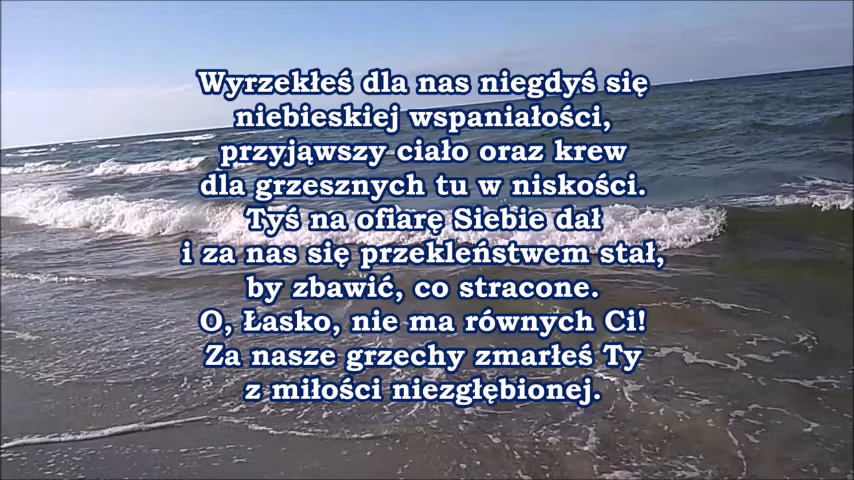 Wyrzekłeś dla nas niegdyś się
niebieskiej wspaniałości,
przyjąwszy ciało oraz krew
dla grzesznych tu w niskości.
Tyś na ofiarę Siebie dał
i za nas się przekleństwem stał,
by zbawić, co stracone.
O, Łasko, nie ma równych Ci!
Za nasze grzechy zmarłeś Ty
z miłości niezgłębionej.